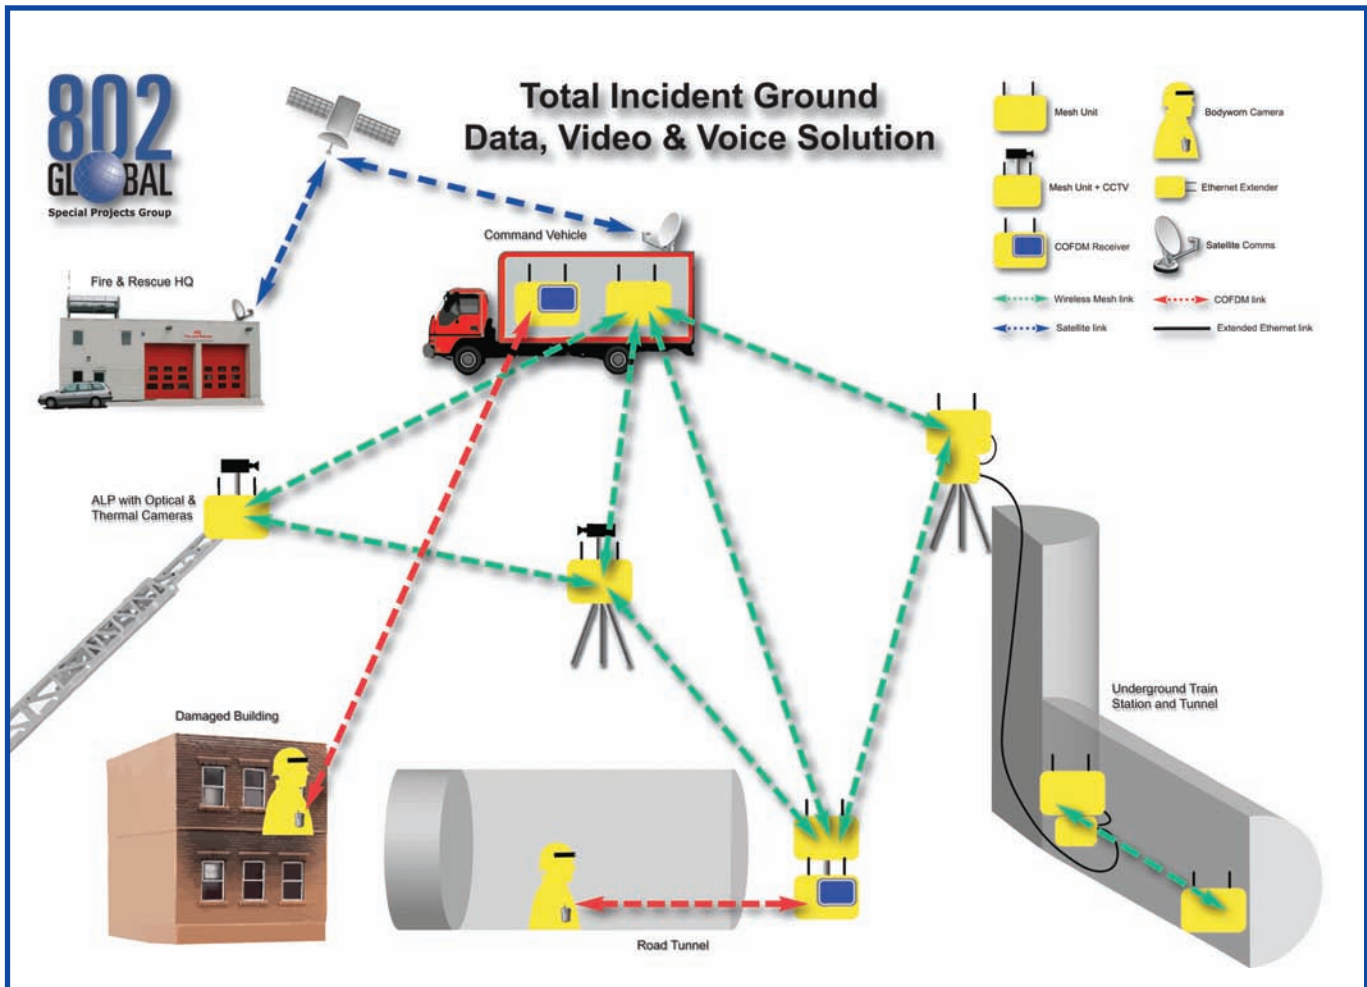 802
GLOBAL
Special Projects Group
Total Incident Ground
Data, Video & Voice Solution
Mesh Unit
Bodyworn Camera
Mesh Unit + CCTV
Ethernet Extender
COFDM Receiver
Satellite Comms
Wireless Mesh link
COFDM link
Satellite link
Extended Ethernet link
Command Vehicle
Fire & Rescue HQ
ALP with Optical &
Thermal Cameras
Underground Train
Station and Tunnel
Damaged Building
Road Tunnel